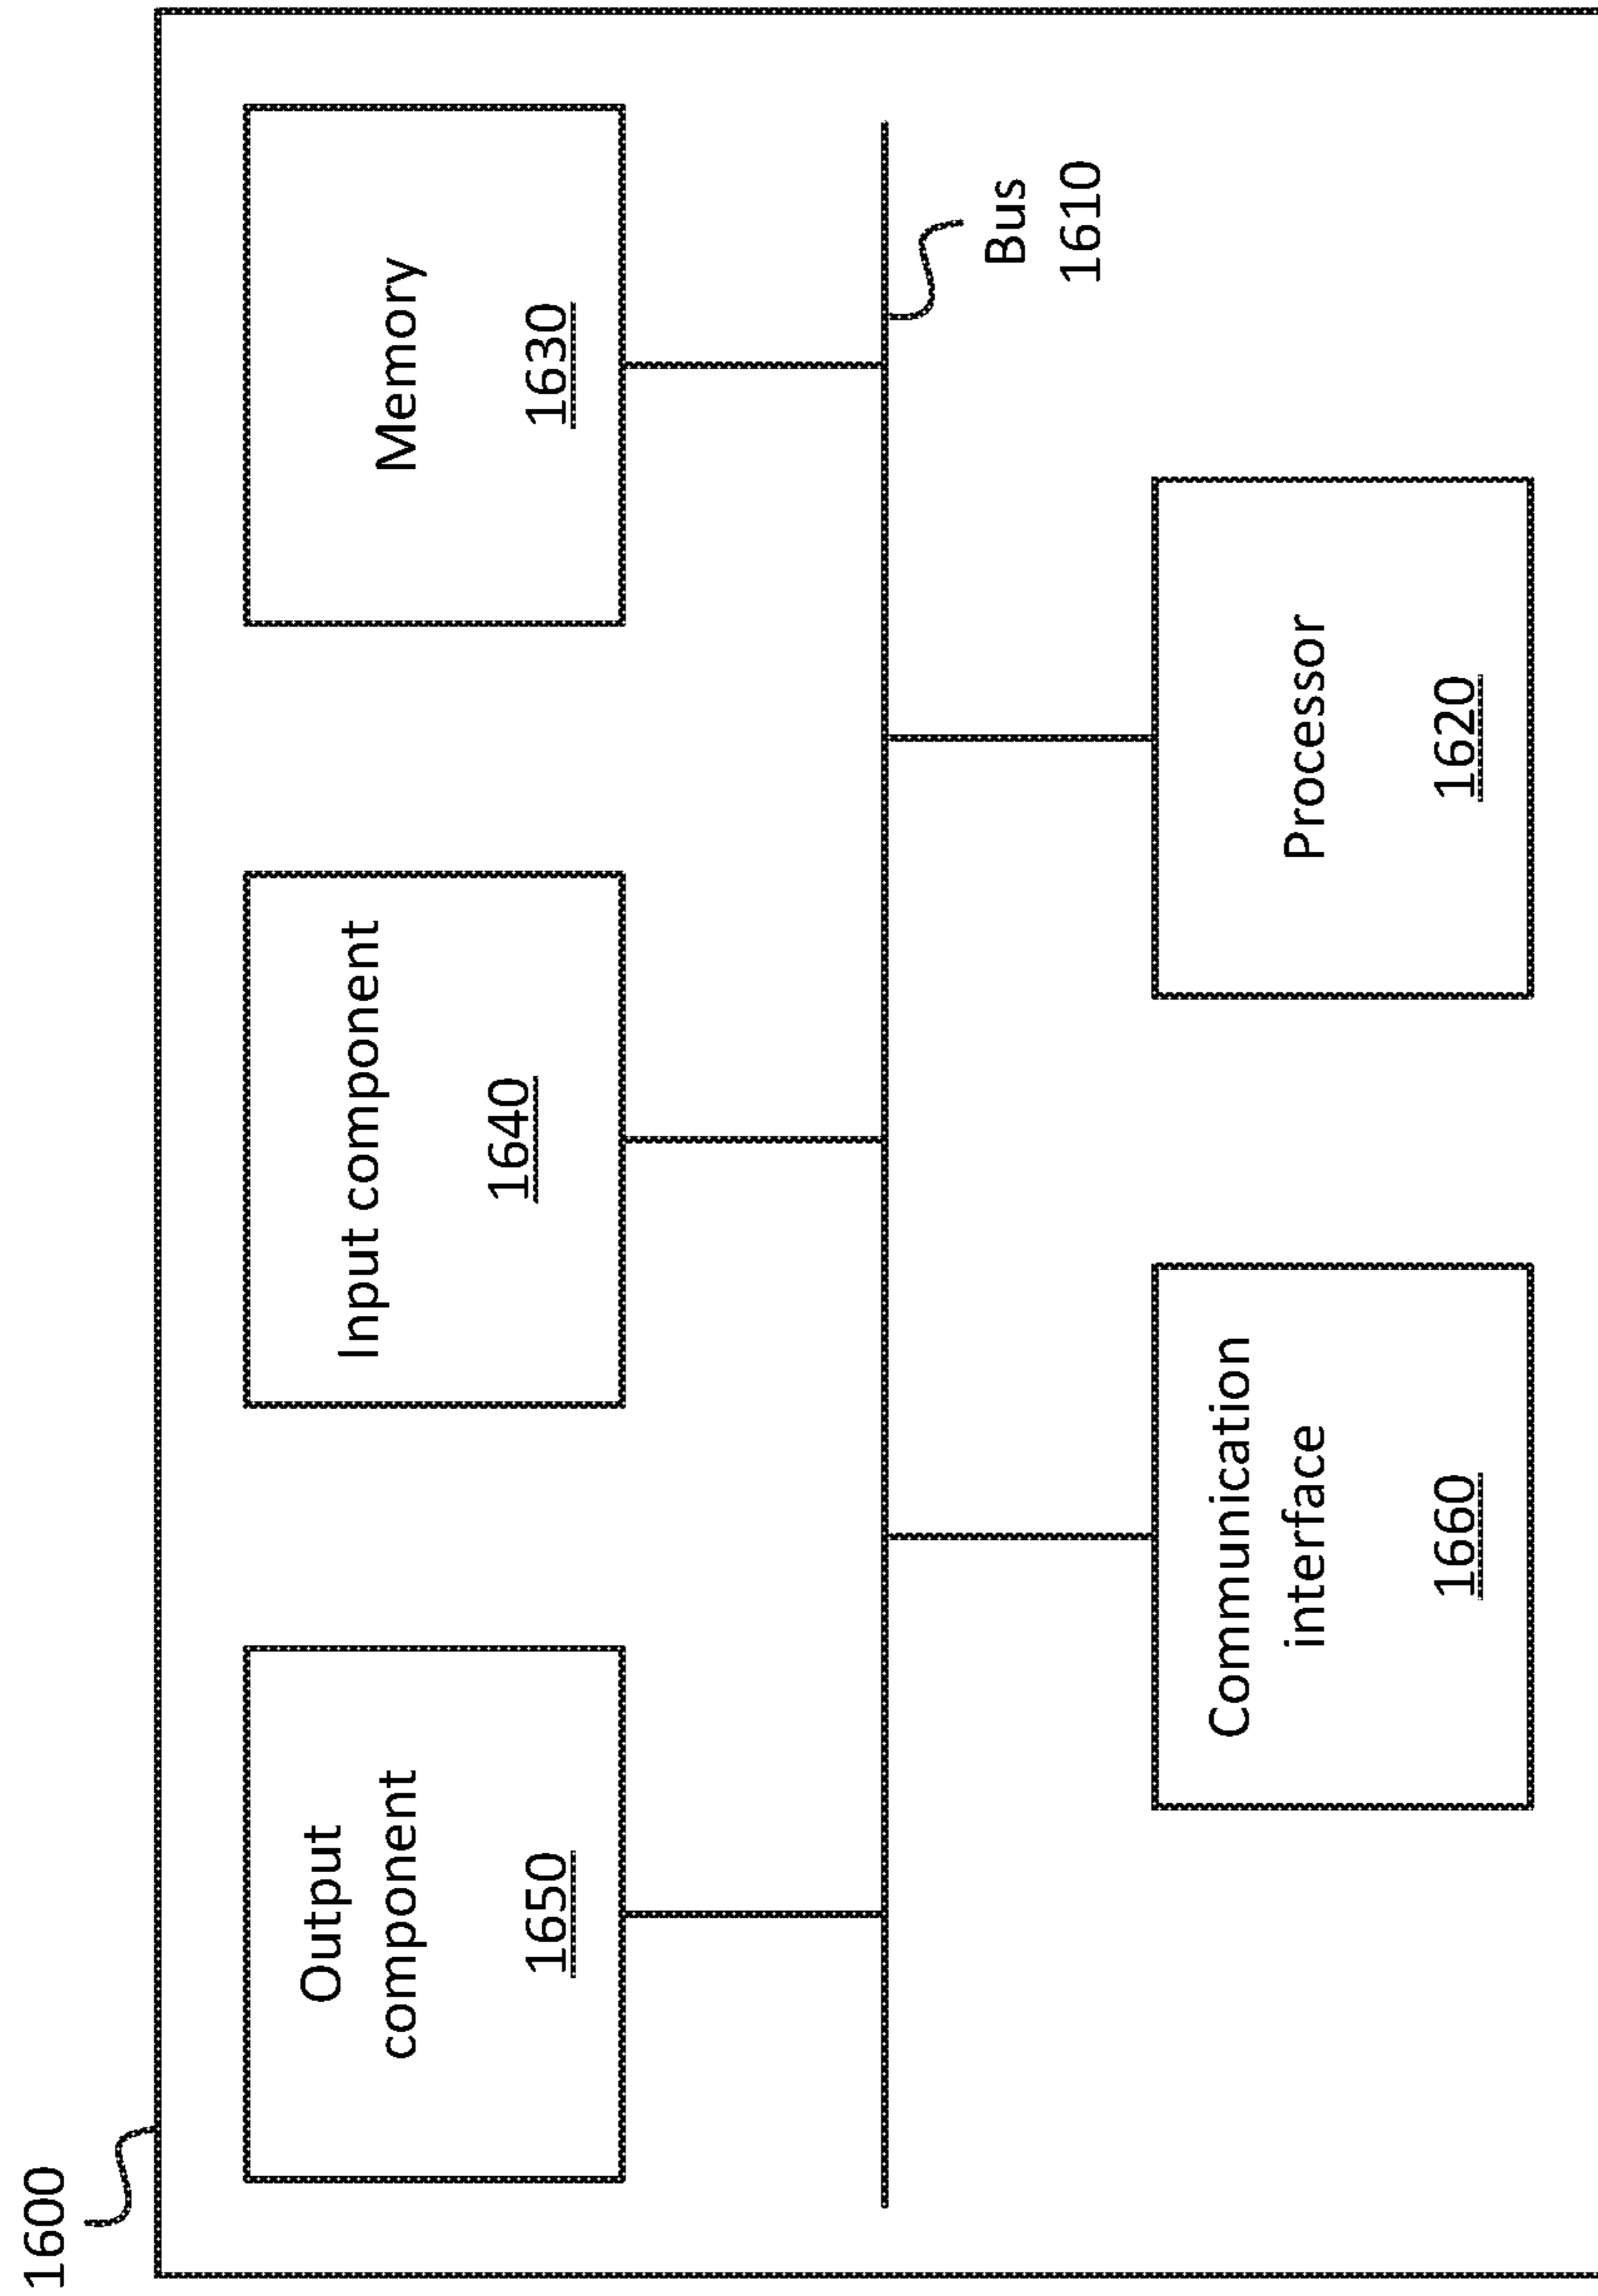 1600
Output
component
1650
Input component
1640
Memory
1630
Bus
1610
Communication
interface
1660
Processor
1620